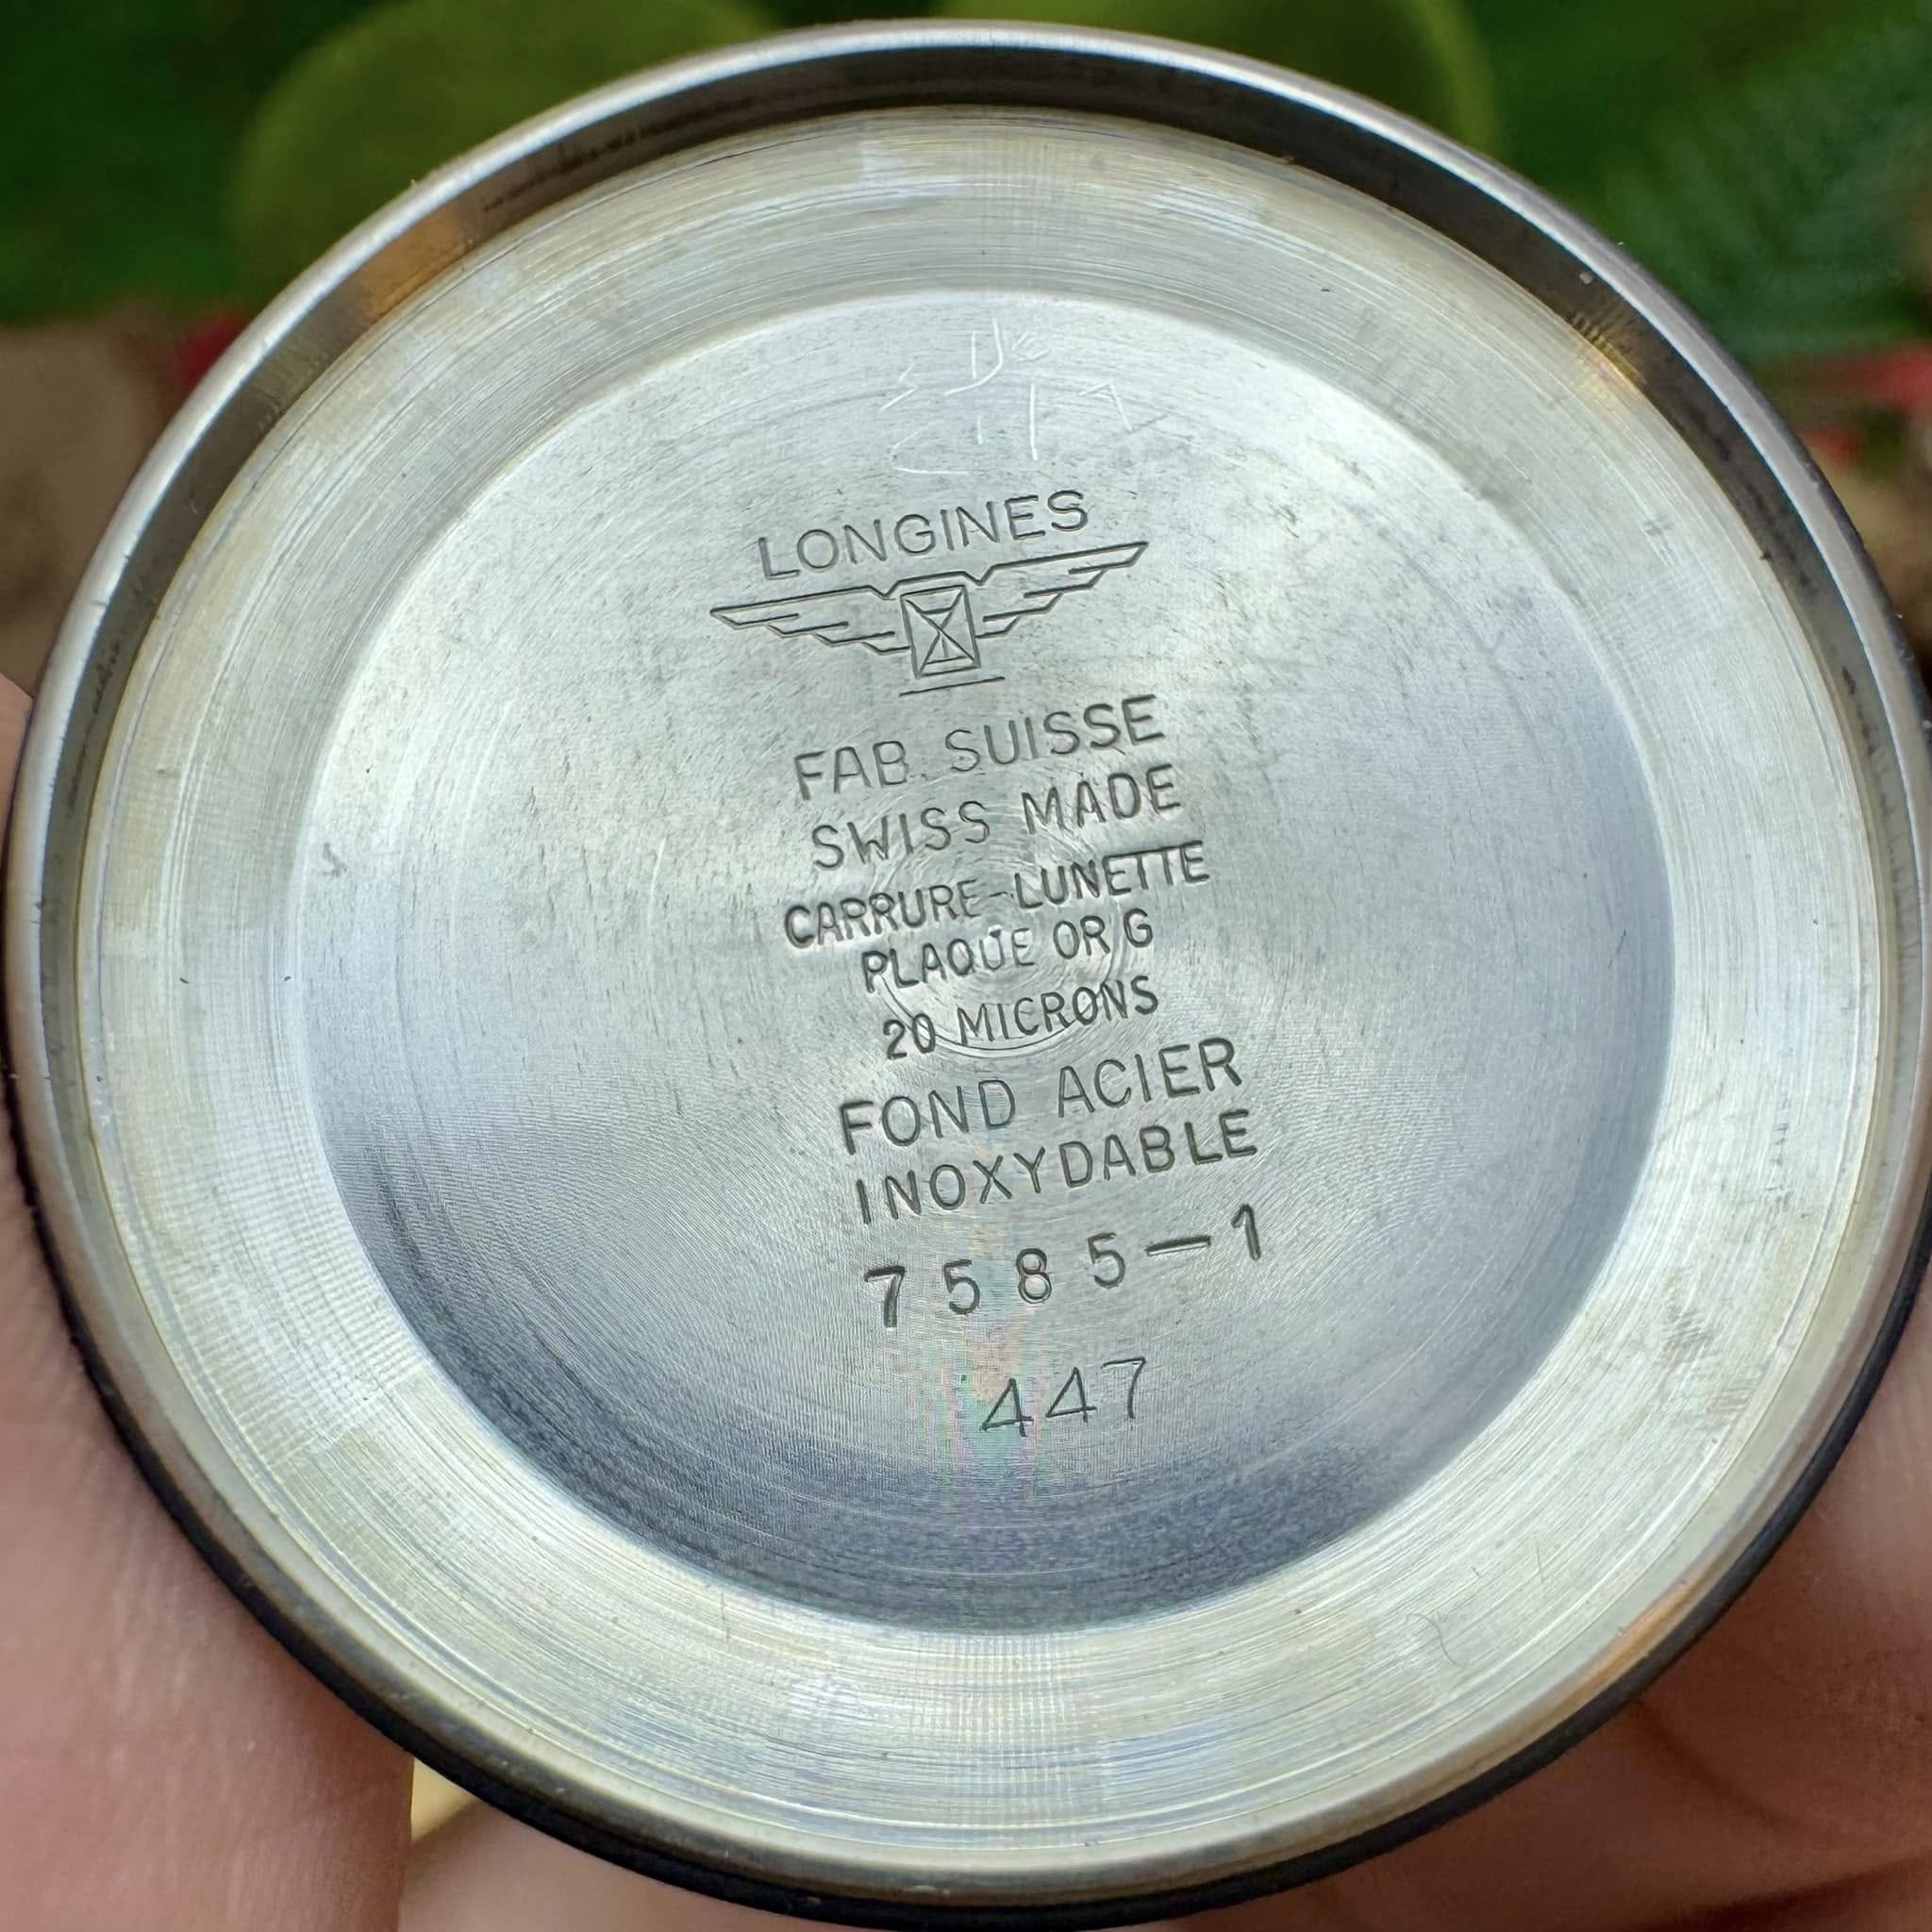 LONGINES
FAB. SUISSE
SWISS MADE
CARRURE-LUNETTE
PLAQUE OR G
20 MICRONS
FOND ACIER
INOXYDABLE
7585-1
447